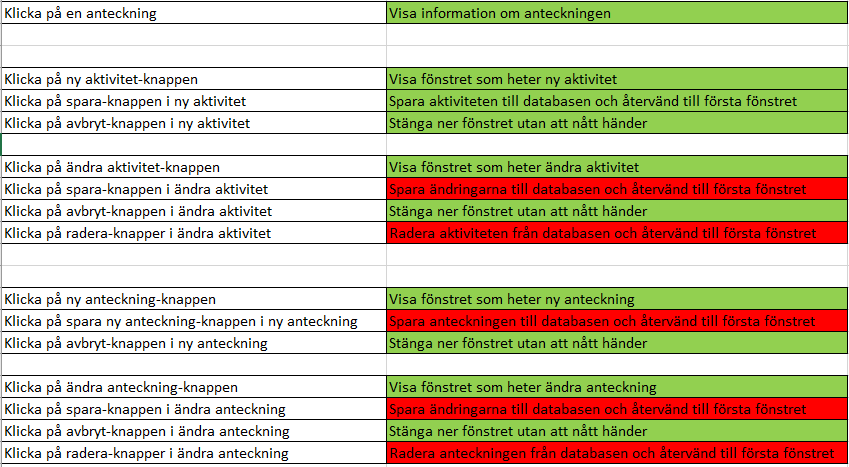 Klicka på en anteckning Visa information om anteckningen
Klicka på ny aktivitet-knappen Visa fönstret som heter ny aktivitet
Klicka på spara-knappen i ny aktivitet Spara aktiviteten till databasen och återvänd till första fönstret
Klicka på avbryt-knappen i ny aktivitet Stänga ner fönstret utan att nått händer
Klicka på ändra aktivitet-knappen Visa fönstret som heter ändra aktivitet
Klicka på spara-knappen i ändra aktivitet Spara ändringarna till databasen och återvänd till första fönstret
Klicka på avbryt-knappen i ändra aktivitet Stänga ner fönstret utan att nått händer
Klicka på radera-knapper i ändra aktivitet Radera aktiviteten från databasen och återvänd till första fönstret
Klicka på ny anteckning-knappen Visa fönstret som heter ny anteckning
Klicka på spara ny anteckning-knappen i ny anteckning Spara anteckningen till databasen och återvänd till första fönstret
Klicka på avbryt-knappen i ny anteckning Stänga ner fönstret utan att nått händer
Klicka på ändra anteckning-knappen Visa fönstret som heter ändra anteckning
Klicka på spara-knappen i ändra anteckning Spara ändringarna till databasen och återvänd till första fönstret
Klicka på avbryt-knappen i ändra anteckning Stänga ner fönstret utan att nått händer
Klicka på radera-knapper i ändra anteckning Radera anteckningen från databasen och återvänd till första fönstret